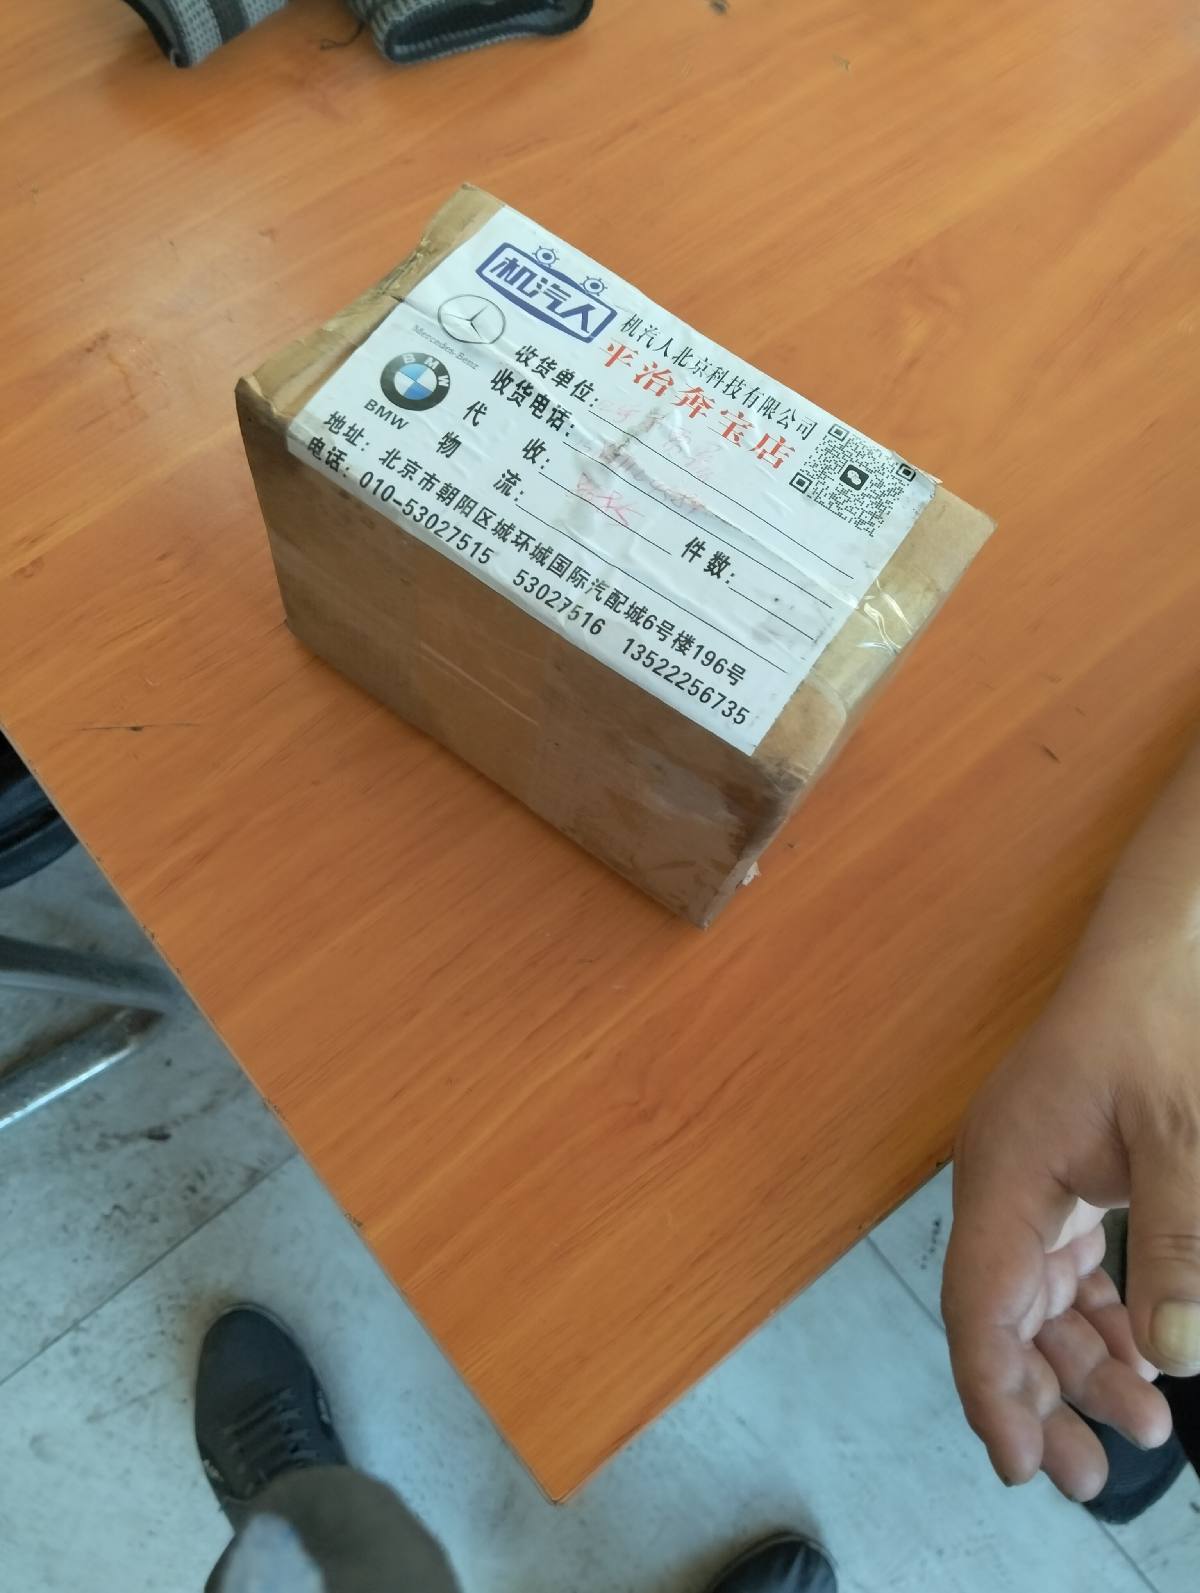 机汽人
机汽人北京科技有限公司
平治奔宝店
Mercedes-Benz
BMW
BMW
收货单位:
收货电话:
代 收:
物 流:
件数:
地址: 北京市朝阳区城环城国际汽配城6号楼196号
电话: 010-53027515 53027516 13522256735